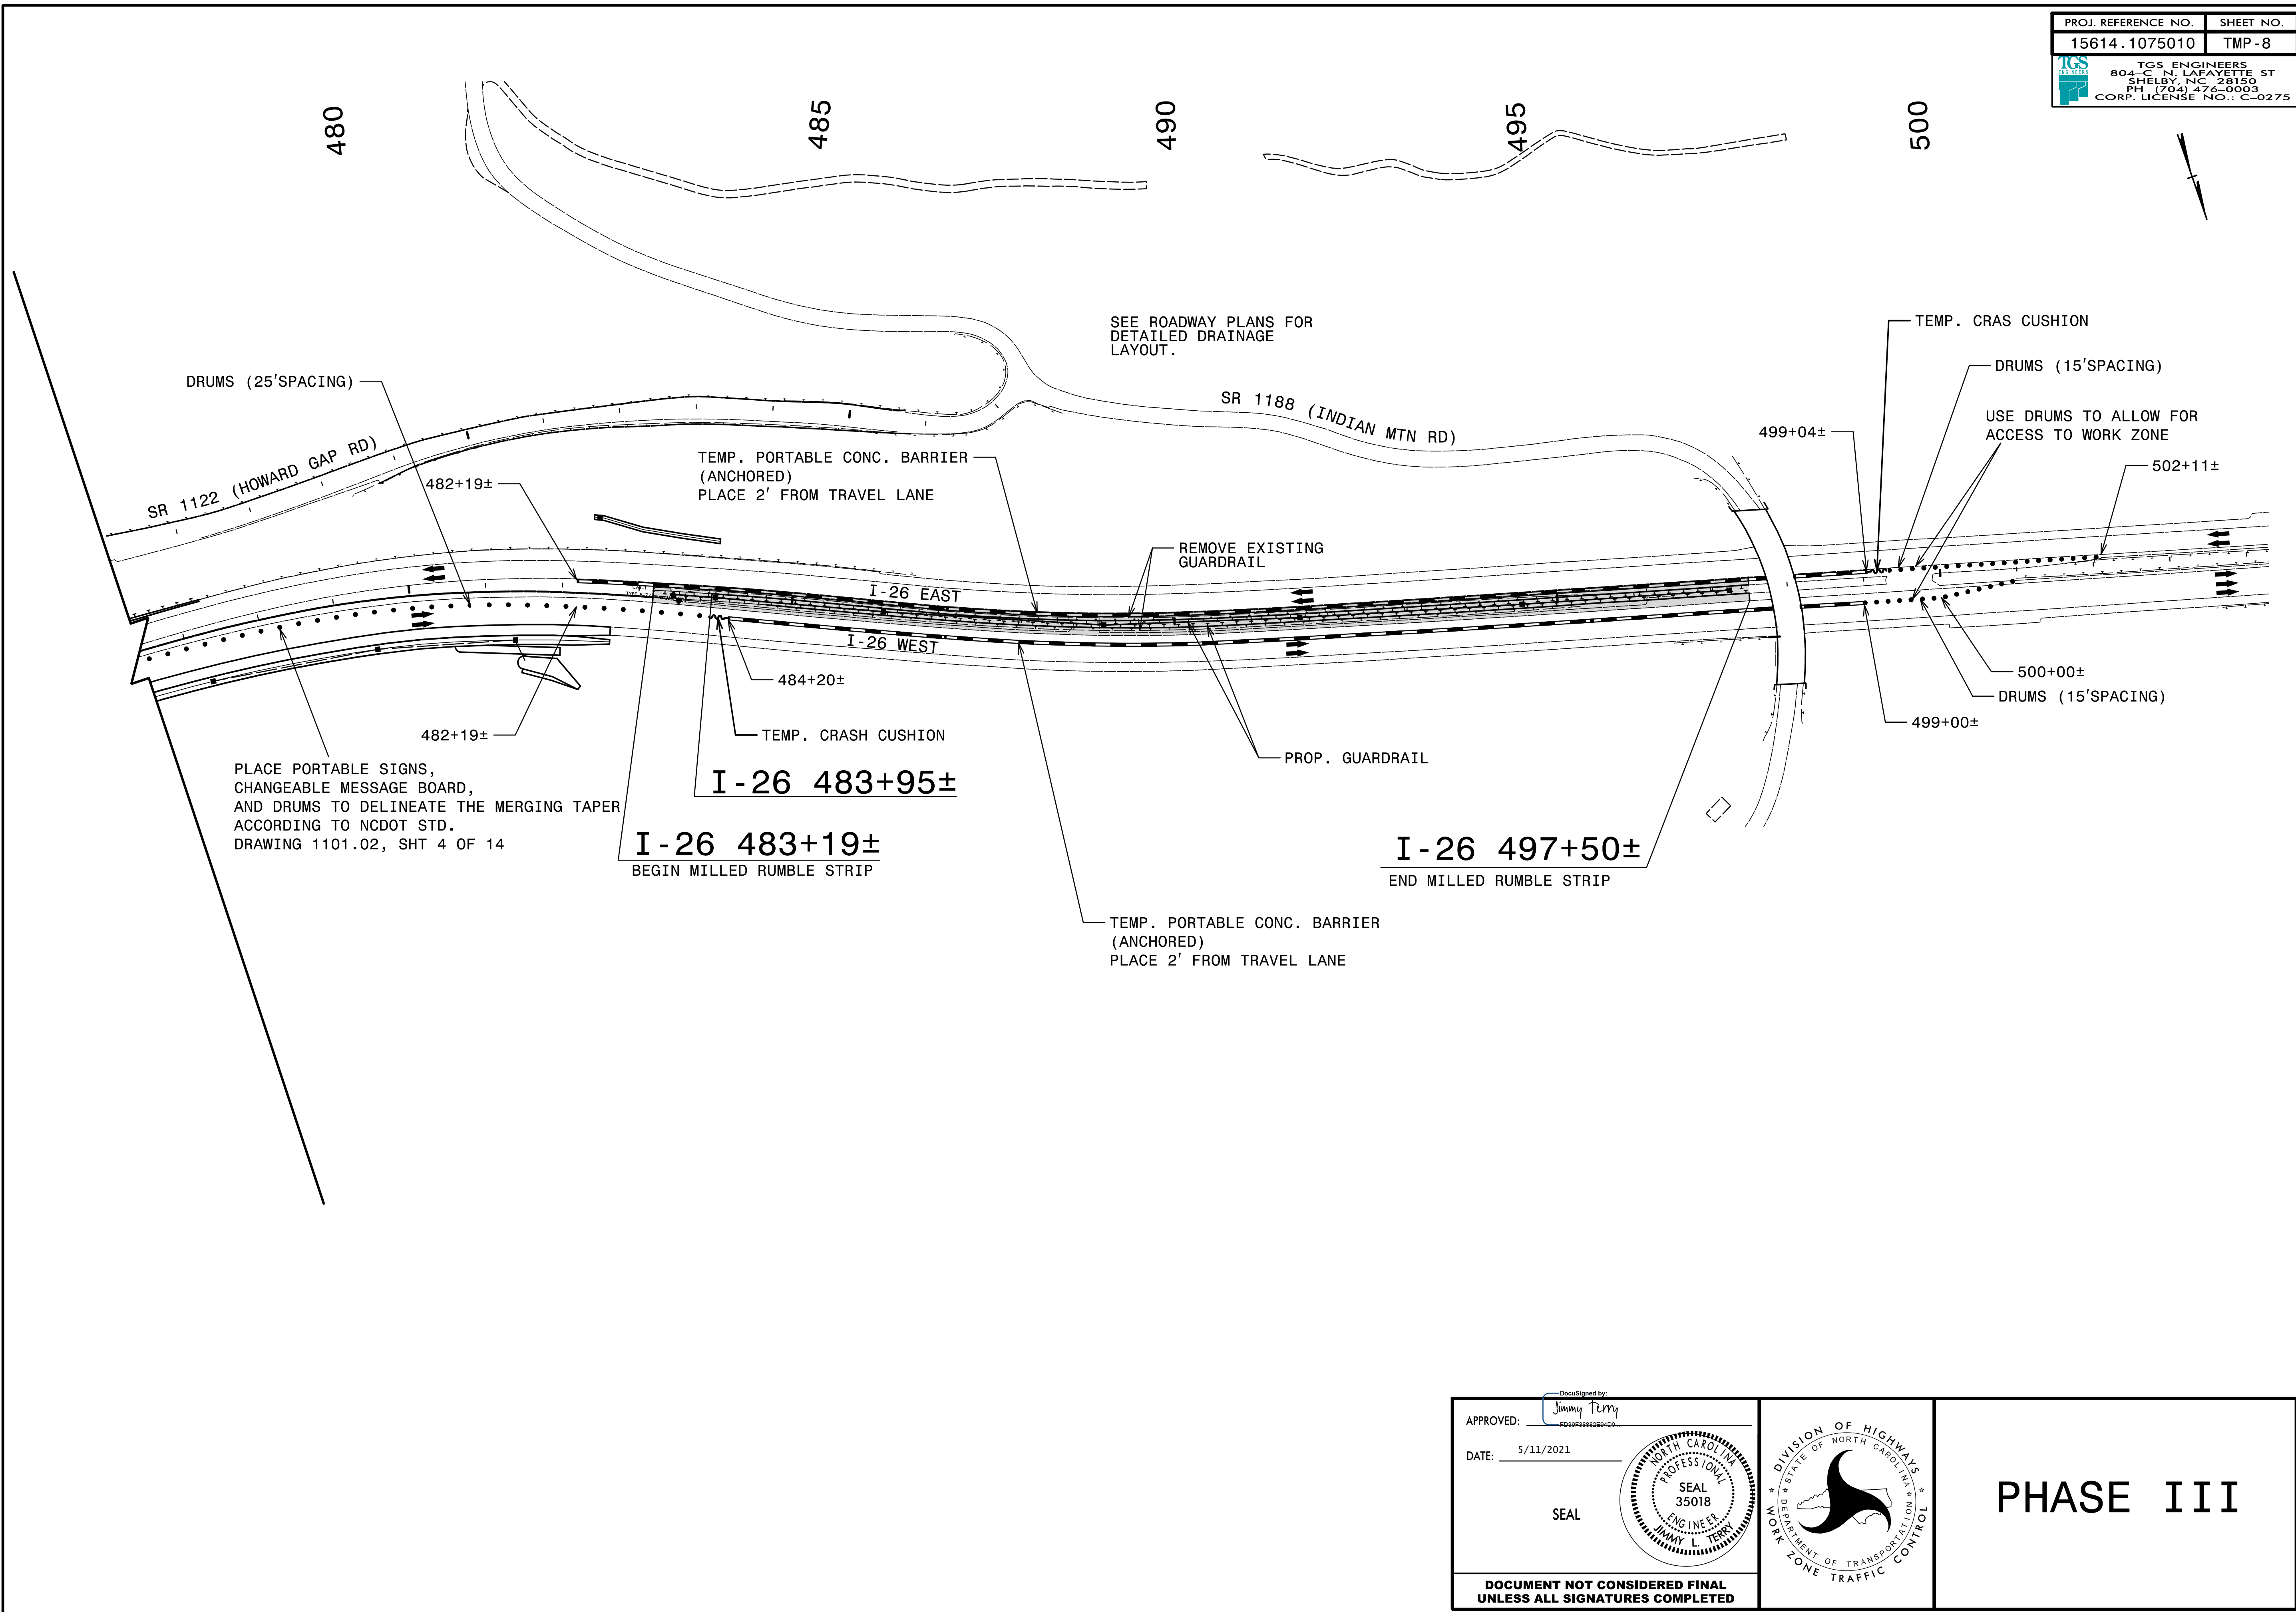 PROJ. REFERENCE NO.
SHEET NO.
15614.1075010
TMP-8
TGS
ENGINEERS
TGS ENGINEERS
804–C N. LAFAYETTE ST
SHELBY, NC 28150
PH (704) 476–0003
CORP. LICENSE NO.: C–0275
480
485
490
495
500
SEE ROADWAY PLANS FOR
DETAILED DRAINAGE
LAYOUT.
TEMP. CRAS CUSHION
DRUMS (15'SPACING)
DRUMS (25'SPACING)
USE DRUMS TO ALLOW FOR
ACCESS TO WORK ZONE
SR 1188 (INDIAN MTN RD)
499+04±
502+11±
SR 1122 (HOWARD GAP RD)
TEMP. PORTABLE CONC. BARRIER
(ANCHORED)
PLACE 2' FROM TRAVEL LANE
482+19±
REMOVE EXISTING
GUARDRAIL
I-26 EAST
I-26 WEST
484+20±
500+00±
DRUMS (15'SPACING)
499+00±
482+19±
TEMP. CRASH CUSHION
PROP. GUARDRAIL
PLACE PORTABLE SIGNS,
CHANGEABLE MESSAGE BOARD,
AND DRUMS TO DELINEATE THE MERGING TAPER
ACCORDING TO NCDOT STD.
DRAWING 1101.02, SHT 4 OF 14
I-26 483+95±
I-26 483+19±
BEGIN MILLED RUMBLE STRIP
I-26 497+50±
END MILLED RUMBLE STRIP
TEMP. PORTABLE CONC. BARRIER
(ANCHORED)
PLACE 2' FROM TRAVEL LANE
DocuSigned by:
Jimmy Terry
APPROVED:
DATE: 5/11/2021
SEAL
NORTH CAROLINA
PROFESSIONAL
SEAL
35018
ENGINEER
JIMMY L. TERRY
DOCUMENT NOT CONSIDERED FINAL
UNLESS ALL SIGNATURES COMPLETED
DIVISION OF HIGHWAYS
STATE OF NORTH CAROLINA
DEPARTMENT OF TRANSPORTATION
WORK ZONE TRAFFIC CONTROL
PHASE III